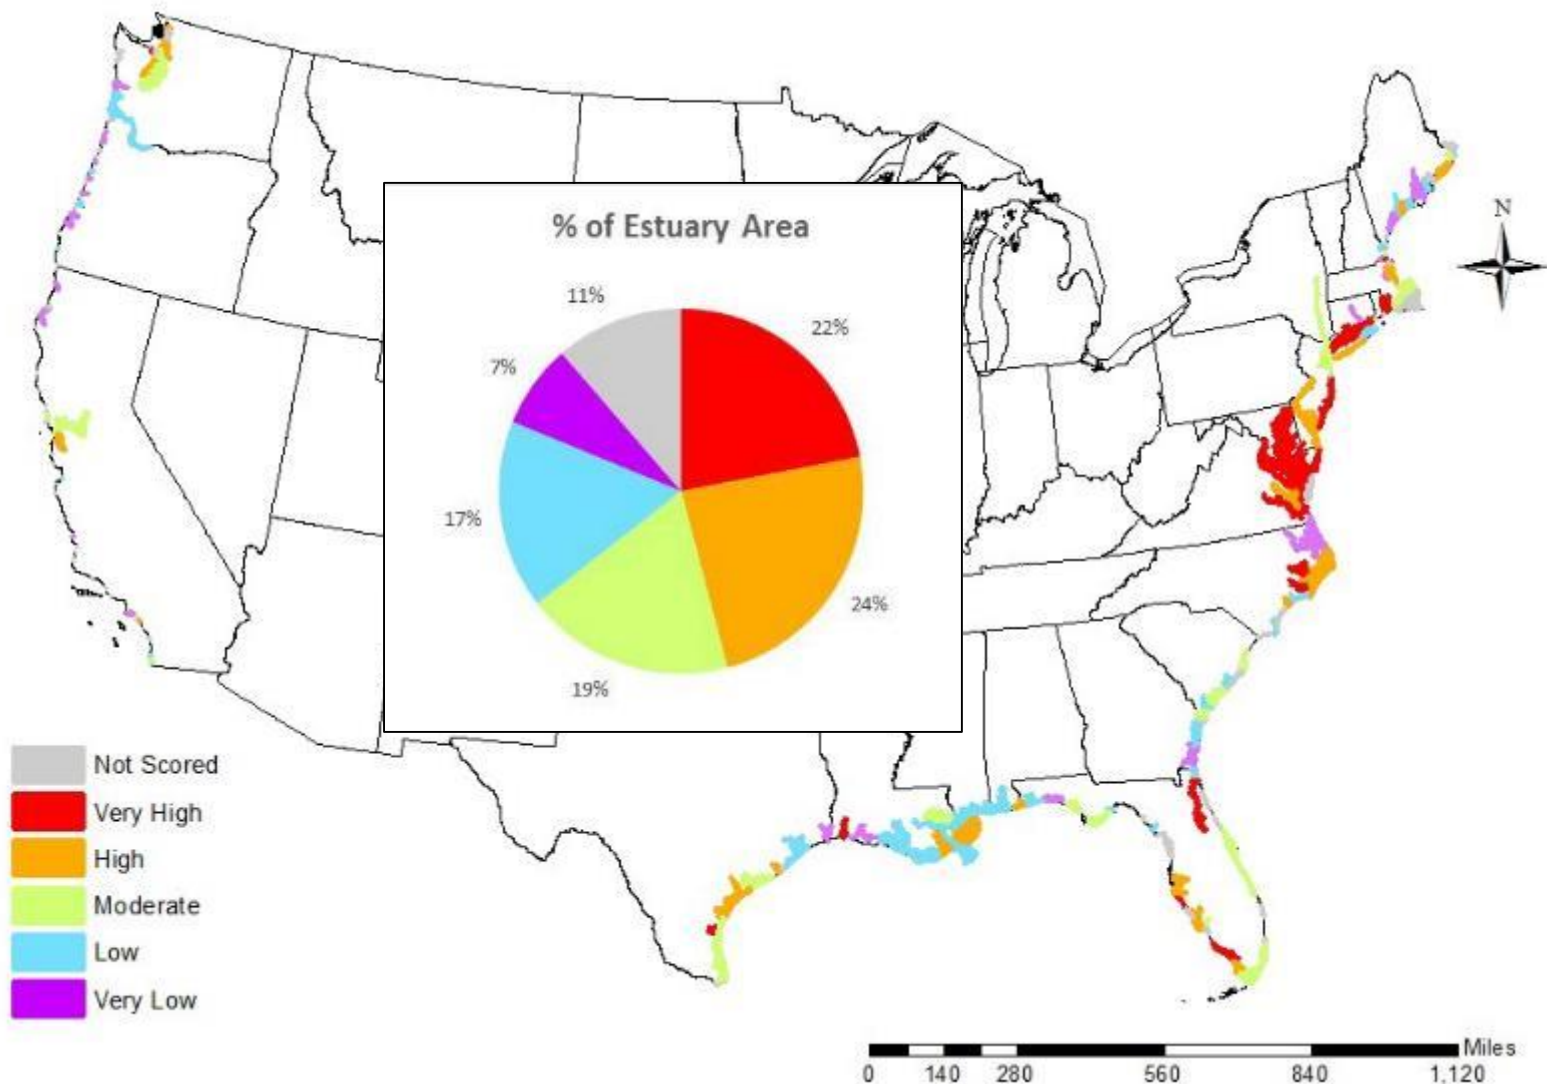 N
% of Estuary Area
11%
22%
7%
17%
24%
19%
Not Scored
Very High
High
Moderate
Low
Very Low
Miles
0 140 280 560 840 1.120